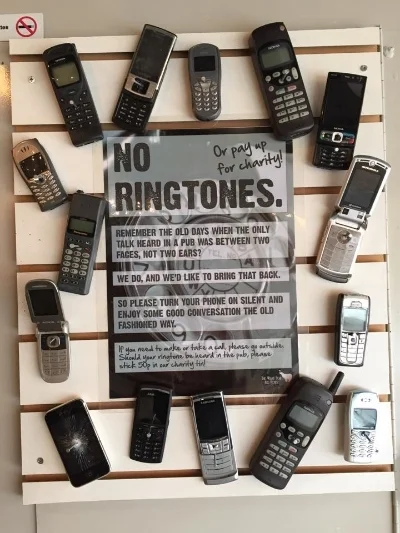 NO
Or pay up
for charity!
RINGTONES.
REMEMBER THE OLD DAYS WHEN THE ONLY
TALK HEARD IN A PUB WAS BETWEEN TWO
FACES, NOT TWO EARS?
WE DO, AND WE'D LIKE TO BRING THAT BACK.
SO PLEASE TURN YOUR PHONE ON SILENT AND
ENJOY SOME GOOD CONVERSATION THE OLD
FASHIONED WAY.
If you need to make or take a call, please go outside.
Should your ringtone be heard in the pub, please
stick 50p in our charity tin!